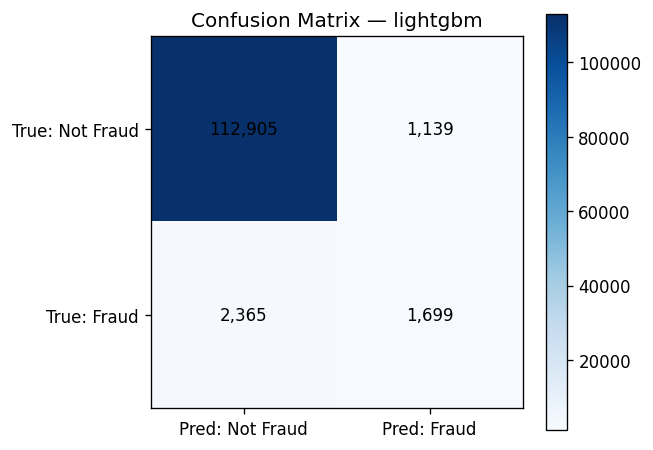 Confusion Matrix — lightgbm
True: Not Fraud
112,905
1,139
True: Fraud
2,365
1,699
Pred: Not Fraud
Pred: Fraud
100000
80000
60000
40000
20000